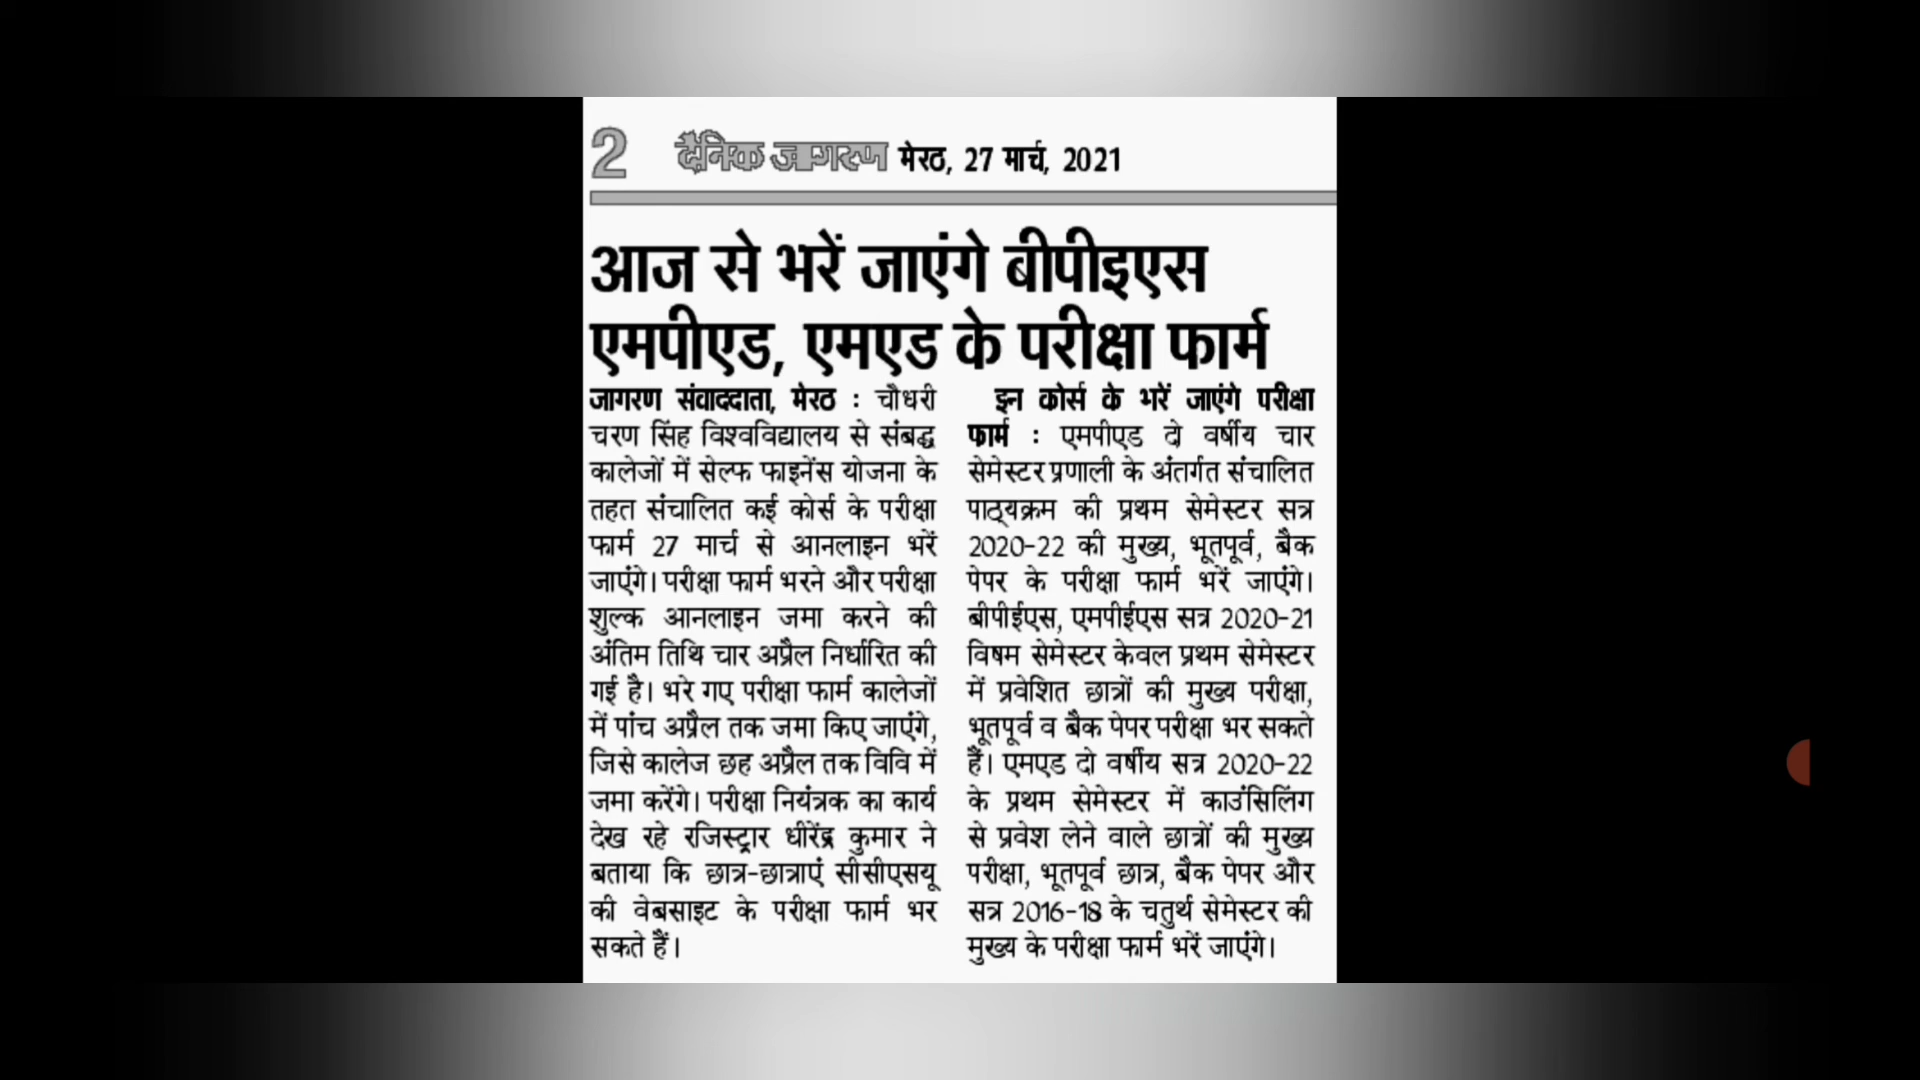 2 दैनिक जागरण मेरठ, 27 मार्च, 2021
आज से भरें जाएंगे बीपीइएस
एमपीएड, एमएड के परीक्षा फार्म
जागरण संवाददाता, मेरठ : चौधरी
चरण सिंह विश्वविद्यालय से संबद्ध
कालेजों में सेल्फ फाइनेंस योजना के
तहत संचालित कई कोर्स के परीक्षा
फार्म 27 मार्च से आनलाइन भरें
जाएंगे। परीक्षा फार्म भरने और परीक्षा
शुल्क आनलाइन जमा करने की
अंतिम तिथि चार अप्रैल निर्धारित की
गई है। भरे गए परीक्षा फार्म कालेजों
में पांच अप्रैल तक जमा किए जाएंगे,
जिसे कालेज छह अप्रैल तक विवि में
जमा करेंगे। परीक्षा नियंत्रक का कार्य
देख रहे रजिस्ट्रार धीरेंद्र कुमार ने
बताया कि छात्र-छात्राएं सीसीएसयू
की वेबसाइट के परीक्षा फार्म भर
सकते हैं।
इन कोर्स के भरें जाएंगे परीक्षा
फार्म : एमपीएड दो वर्षीय चार
सेमेस्टर प्रणाली के अंतर्गत संचालित
पाठ्यक्रम की प्रथम सेमेस्टर सत्र
2020-22 की मुख्य, भूतपूर्व, बैक
पेपर के परीक्षा फार्म भरें जाएंगे।
बीपीईएस, एमपीईएस सत्र 2020-21
विषम सेमेस्टर केवल प्रथम सेमेस्टर
में प्रवेशित छात्रों की मुख्य परीक्षा,
भूतपूर्व व बैक पेपर परीक्षा भर सकते
हैं। एमएड दो वर्षीय सत्र 2020-22
के प्रथम सेमेस्टर में काउंसिलिंग
से प्रवेश लेने वाले छात्रों की मुख्य
परीक्षा, भूतपूर्व छात्र, बैक पेपर और
सत्र 2016-18 के चतुर्थ सेमेस्टर की
मुख्य के परीक्षा फार्म भरें जाएंगे।